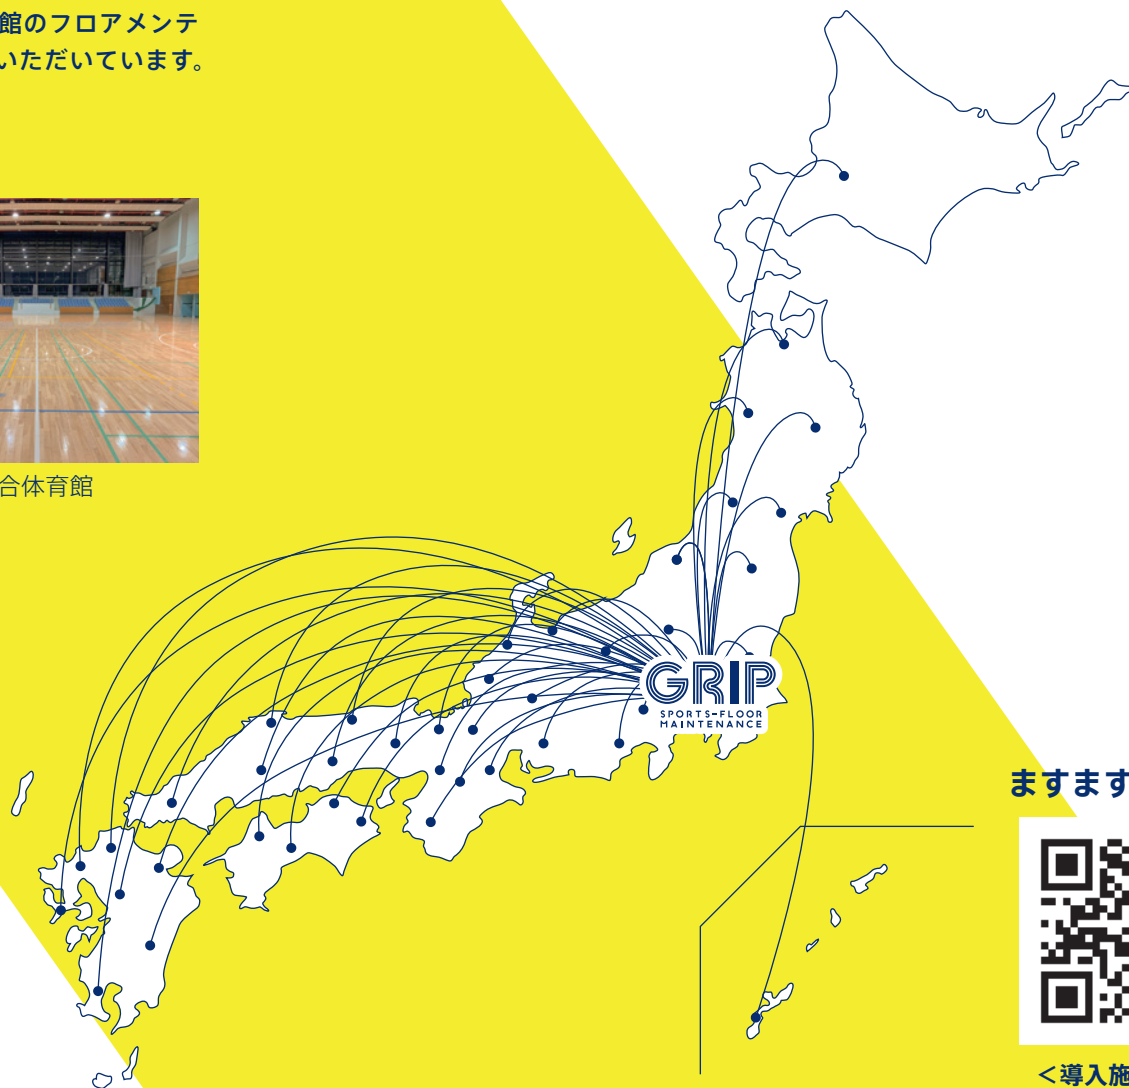 館のフロアメンテ
いただいています。
合体育館
GRIP
SPORTS-FLOOR
MAINTENANCE
ますます
＜導入施